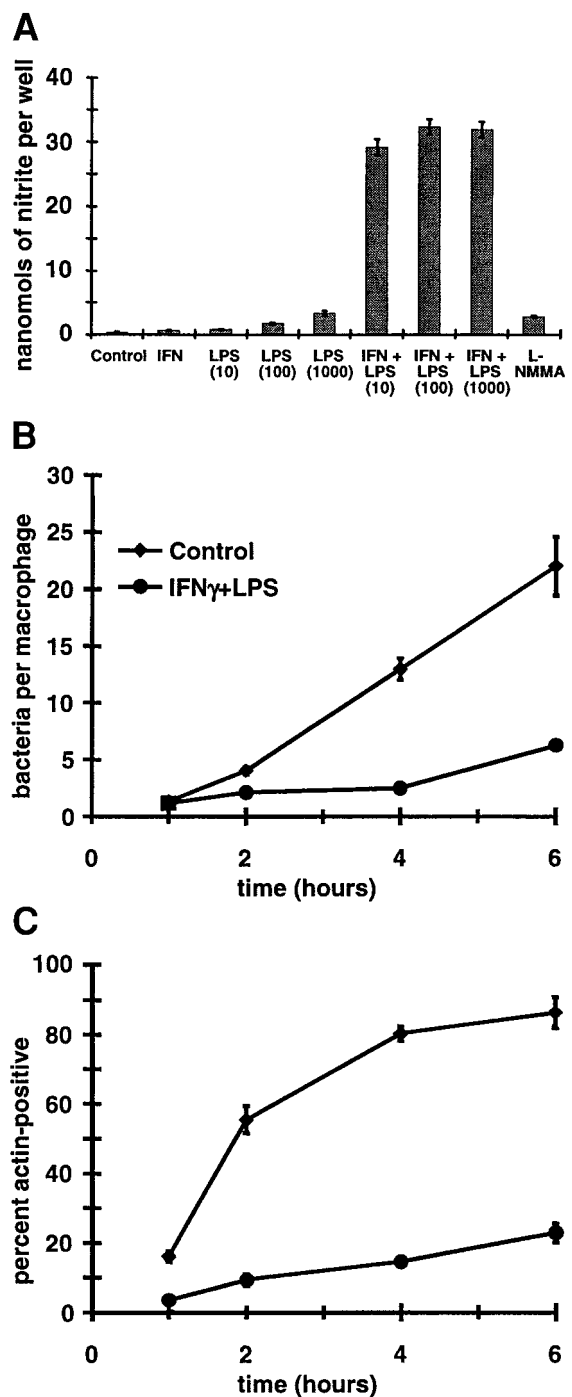 A
nanomols of nitrite per well
40
30
20
10
0
Control IFN LPS (10) LPS (100) LPS (1000) IFN + LPS (10) IFN + LPS (100) IFN + LPS (1000) L-NMMA
B
bacteria per macrophage
30
25
20
15
10
5
0
Control
IFNγ+LPS
0 2 4 6
time (hours)
C
percent actin-positive
100
80
60
40
20
0
0 2 4 6
time (hours)